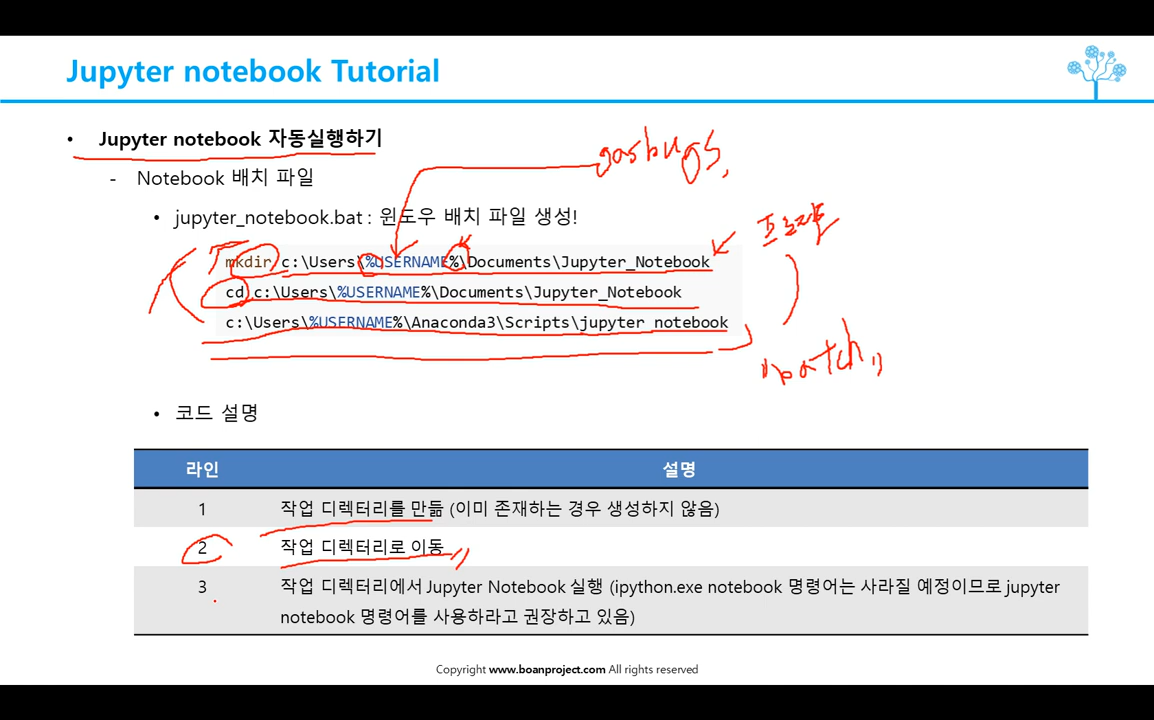 Jupyter notebook Tutorial
• Jupyter notebook 자동실행하기
gasbugs,
- Notebook 배치 파일
• jupyter_notebook.bat : 윈도우 배치 파일 생성!
프로젝트
mkdir c:\Users\%USERNAME%\Documents\Jupyter_Notebook
cd c:\Users\%USERNAME%\Documents\Jupyter_Notebook
c:\Users\%USERNAME%\Anaconda3\Scripts\jupyter_notebook
• 코드 설명
라인 설명
1 작업 디렉터리를 만듦 (이미 존재하는 경우 생성하지 않음)
2 작업 디렉터리로 이동
3 작업 디렉터리에서 Jupyter Notebook 실행 (ipython.exe notebook 명령어는 사라질 예정이므로 jupyter
notebook 명령어를 사용하라고 권장하고 있음)
Copyright www.boanproject.com All rights reserved